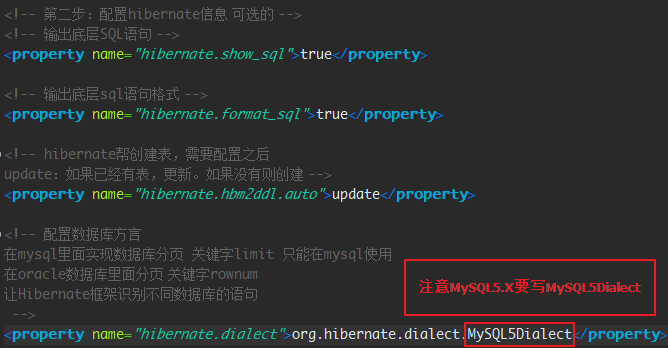 <!-- 第二步：配置hibernate信息 可选的 -->
<!-- 输出底层SQL语句 -->
<property name="hibernate.show_sql">true</property>
<!-- 输出底层sql语句格式 -->
<property name="hibernate.format_sql">true</property>
<!-- hibernate帮创建表，需要配置之后
update：如果已经有表，更新。如果没有则创建 -->
<property name="hibernate.hbm2ddl.auto">update</property>
<!-- 配置数据库方言
在mysql里面实现数据库分页 关键字limit 只能在mysql使用
在oracle数据库里面分页 关键字rownum
让Hibernate框架识别不同数据库的语句
-->
注意MySQL5.X要写MySQL5Dialect
<property name="hibernate.dialect">org.hibernate.dialect.MySQL5Dialect</property>